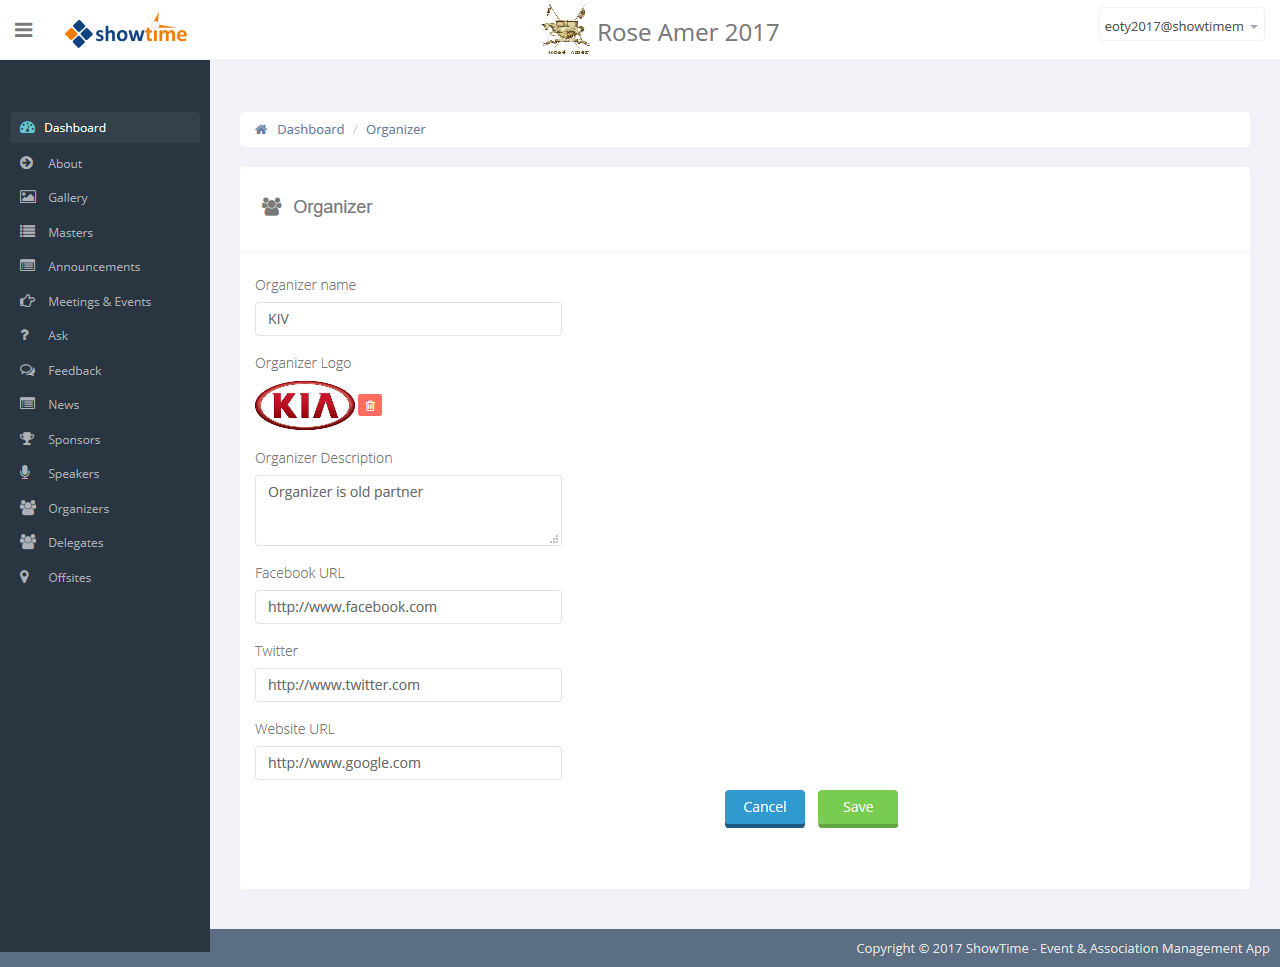 showtime
Rose Amer 2017
eoty2017@showtimem
Dashboard
About
Gallery
Masters
Announcements
Meetings & Events
Ask
Feedback
News
Sponsors
Speakers
Organizers
Delegates
Offsites
Dashboard / Organizer
Organizer
Organizer name
KIV
Organizer Logo
KIA
Organizer Description
Organizer is old partner
Facebook URL
http://www.facebook.com
Twitter
http://www.twitter.com
Website URL
http://www.google.com
Cancel Save
Copyright © 2017 ShowTime - Event & Association Management App